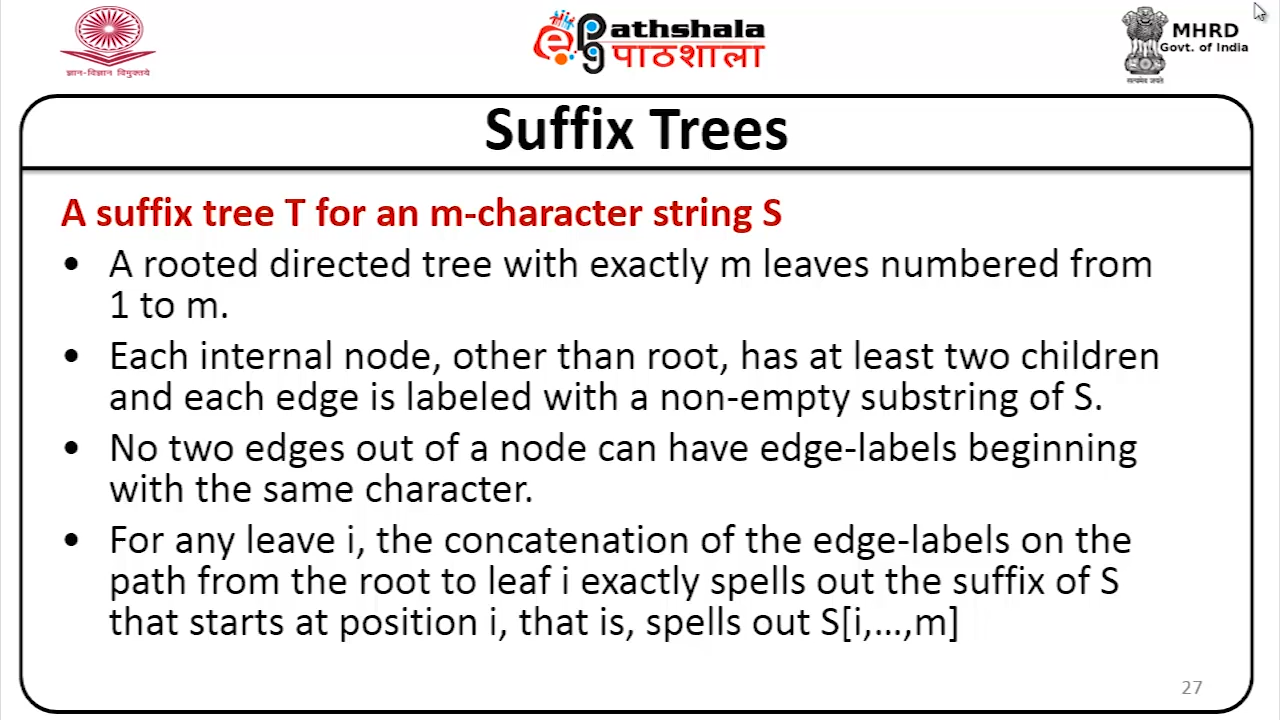 ज्ञान-विज्ञान विमुक्तये
Pathshala
पाठशाला
MHRD
Govt. of India
सत्यमेव जयते
Suffix Trees
A suffix tree T for an m-character string S
• A rooted directed tree with exactly m leaves numbered from
1 to m.
• Each internal node, other than root, has at least two children
and each edge is labeled with a non-empty substring of S.
• No two edges out of a node can have edge-labels beginning
with the same character.
• For any leave i, the concatenation of the edge-labels on the
path from the root to leaf i exactly spells out the suffix of S
that starts at position i, that is, spells out S[i,...,m]
27